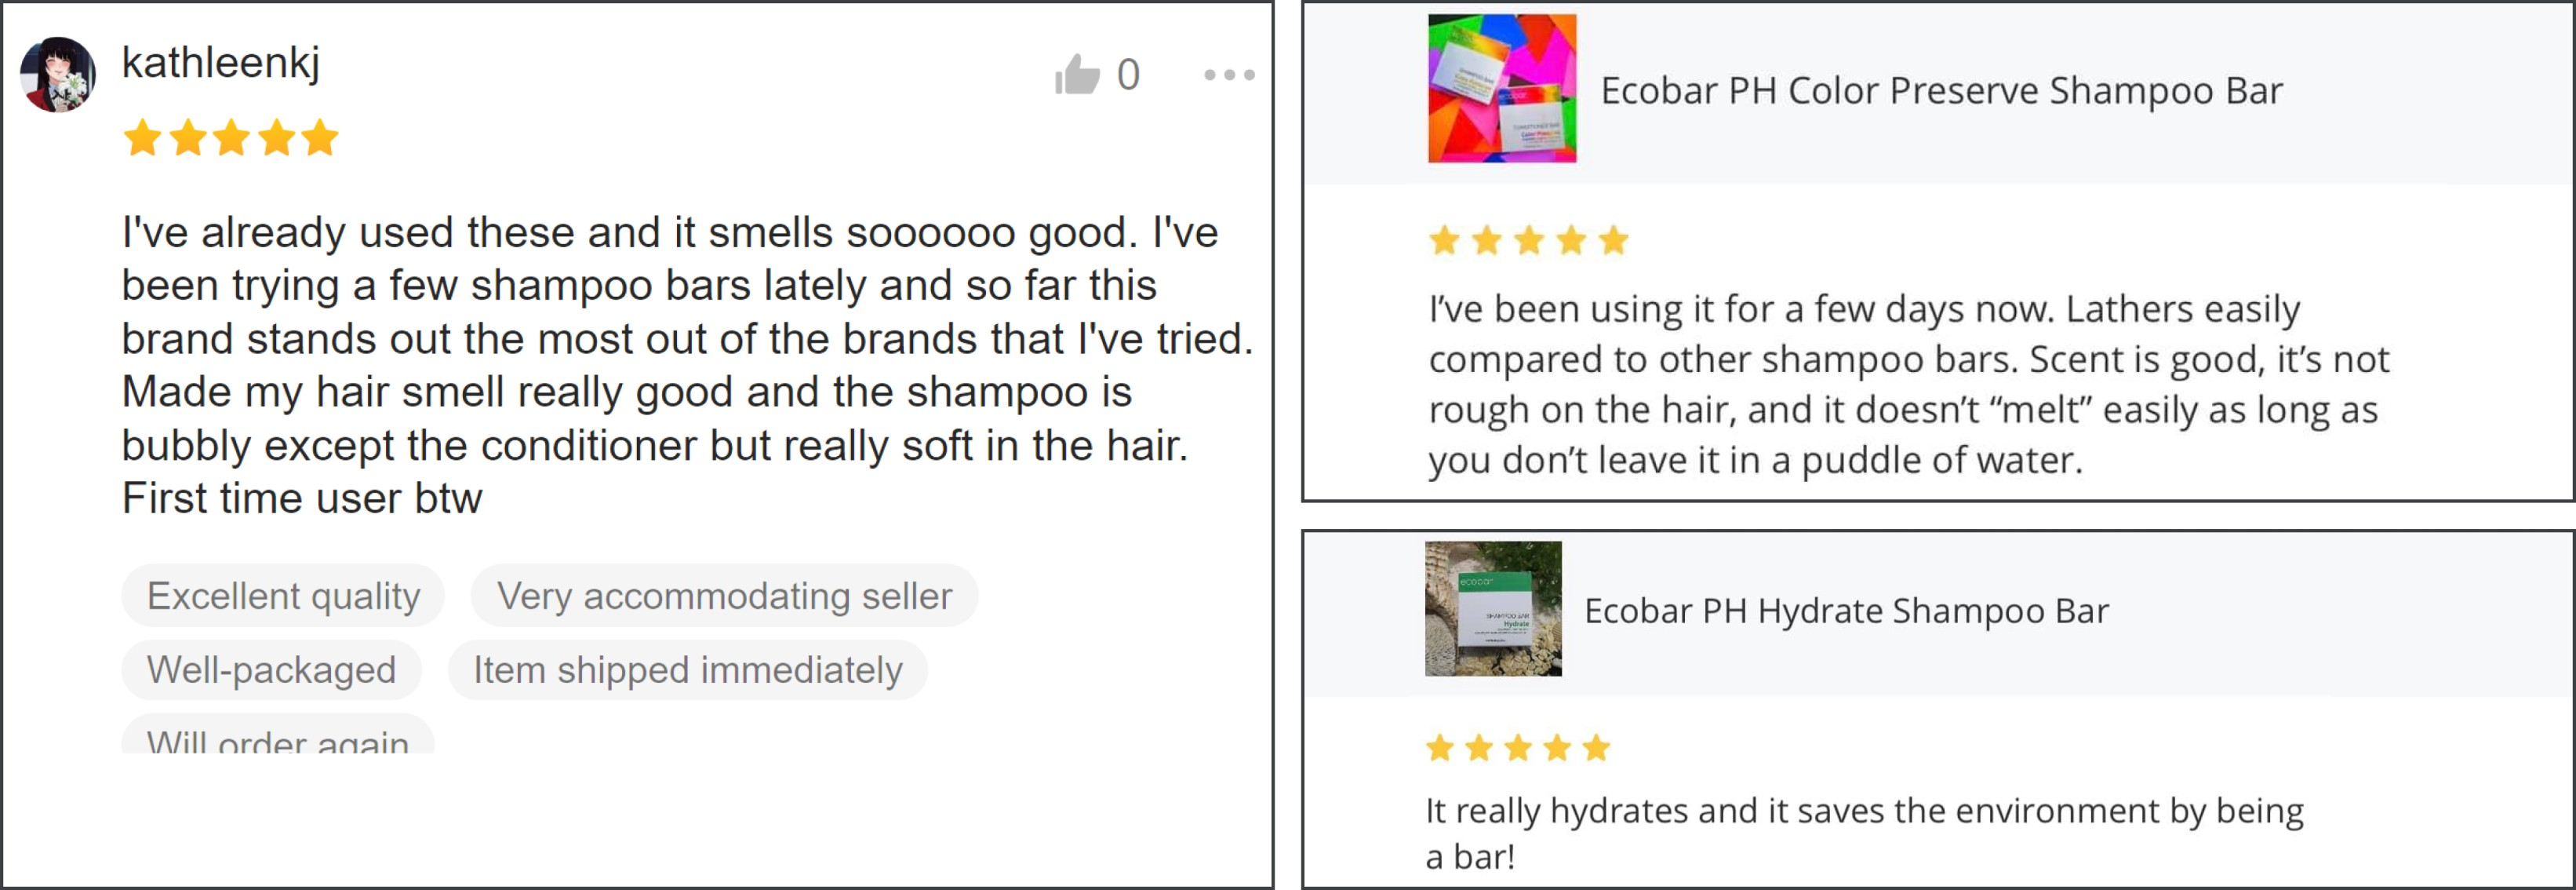 kathleenkj
0
I've already used these and it smells soooooo good. I've
been trying a few shampoo bars lately and so far this
brand stands out the most out of the brands that I've tried.
Made my hair smell really good and the shampoo is
bubbly except the conditioner but really soft in the hair.
First time user btw
Excellent quality
Very accommodating seller
Well-packaged
Item shipped immediately
Will order again
Ecobar PH Color Preserve Shampoo Bar
I’ve been using it for a few days now. Lathers easily
compared to other shampoo bars. Scent is good, it’s not
rough on the hair, and it doesn’t “melt” easily as long as
you don’t leave it in a puddle of water.
ecobar
SHAMPOO BAR
Hydrate
Ecobar PH Hydrate Shampoo Bar
It really hydrates and it saves the environment by being
a bar!